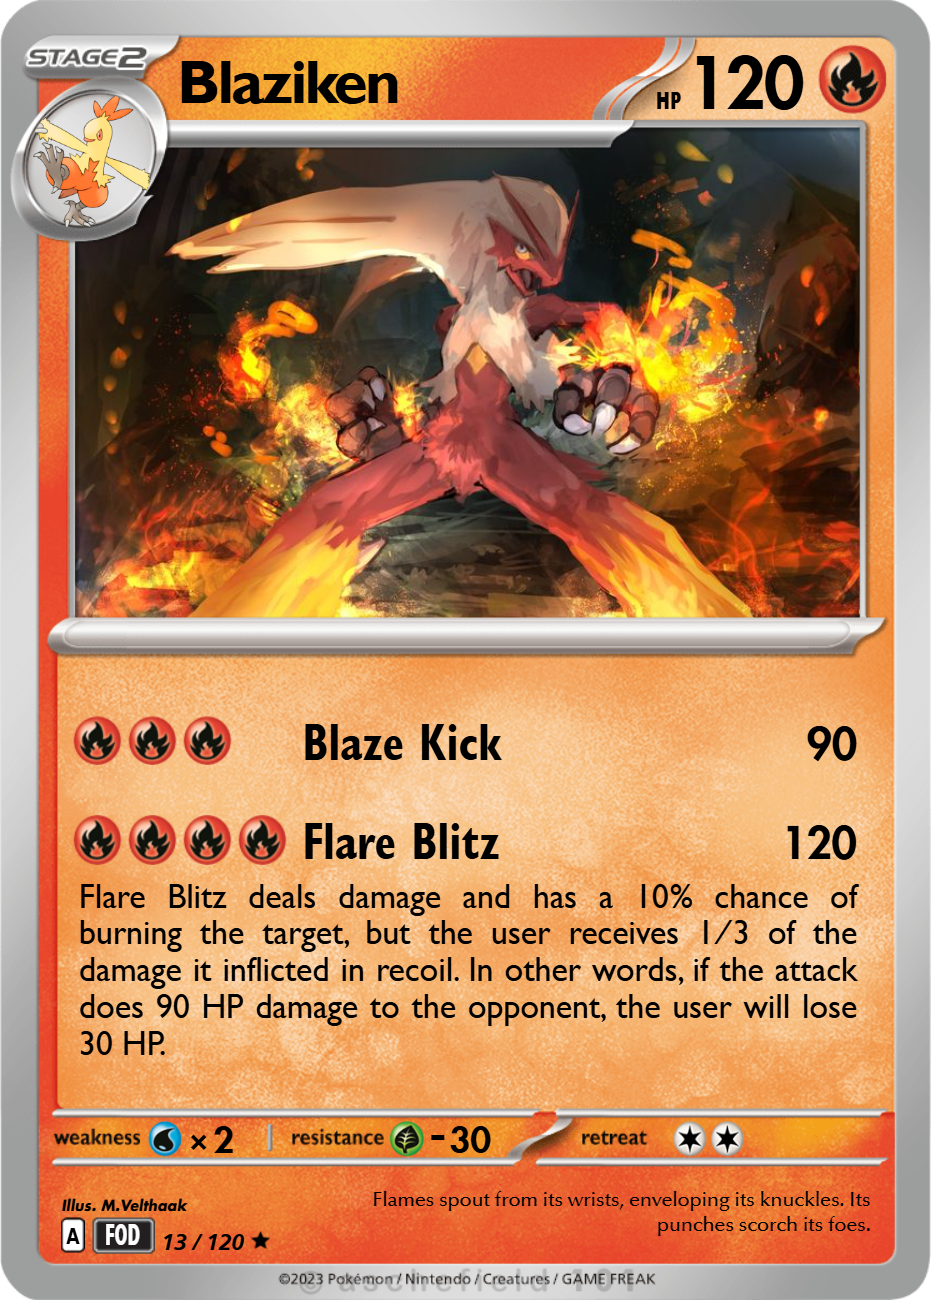 STAGE2
Blaziken
HP 120
Blaze Kick 90
Flare Blitz 120
Flare Blitz deals damage and has a 10% chance of
burning the target, but the user receives 1/3 of the
damage it inflicted in recoil. In other words, if the attack
does 90 HP damage to the opponent, the user will lose
30 HP.
weakness ×2 resistance -30 retreat
Illus. M.Velthaak
Flames spout from its wrists, enveloping its knuckles. Its
punches scorch its foes.
A FOD 13 / 120 ★
©2023 Pokémon / Nintendo / Creatures / GAME FREAK